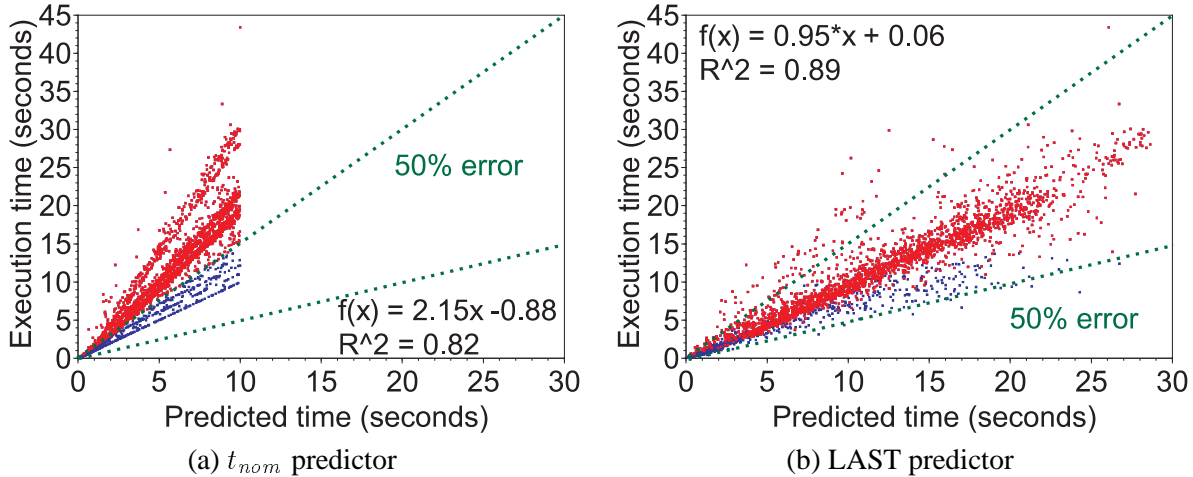 45
40
35
30
25
20
15
10
5
0
Execution time (seconds)
50% error
f(x) = 2.15x -0.88
R^2 = 0.82
0 5 10 15 20 25 30
Predicted time (seconds)
(a) t_nom predictor
45
40
35
30
25
20
15
10
5
0
Execution time (seconds)
f(x) = 0.95*x + 0.06
R^2 = 0.89
50% error
0 5 10 15 20 25 30
Predicted time (seconds)
(b) LAST predictor